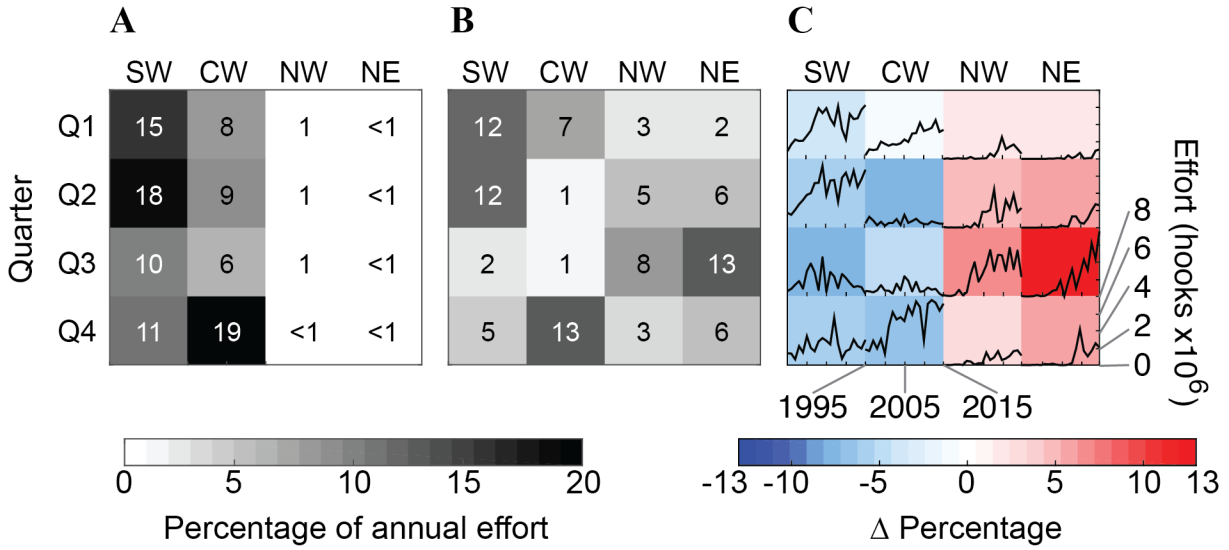 A B C
SW CW NW NE SW CW NW NE SW CW NW NE
Q1 15 8 1 <1 12 7 3 2
Q2 18 9 1 <1 12 1 5 6
Q3 10 6 1 <1 2 1 8 13
Q4 11 19 <1 <1 5 13 3 6
Quarter
8
6
4
2
0
Effort (hooks x10⁶)
1995 2005 2015
0 5 10 15 20
Percentage of annual effort
-13 -10 -5 0 5 10 13
Δ Percentage